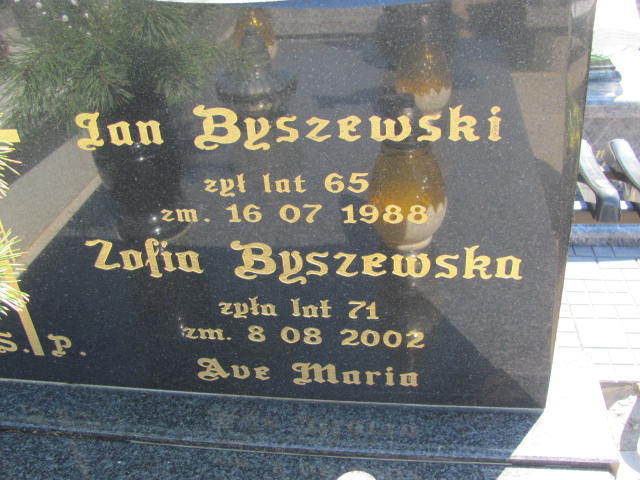 Jan Byszewski
żył lat 65
zm. 16 07 1988
Zofia Byszewska
żyła lat 71
zm. 8 08 2002
Ś. P.
Ave Maria